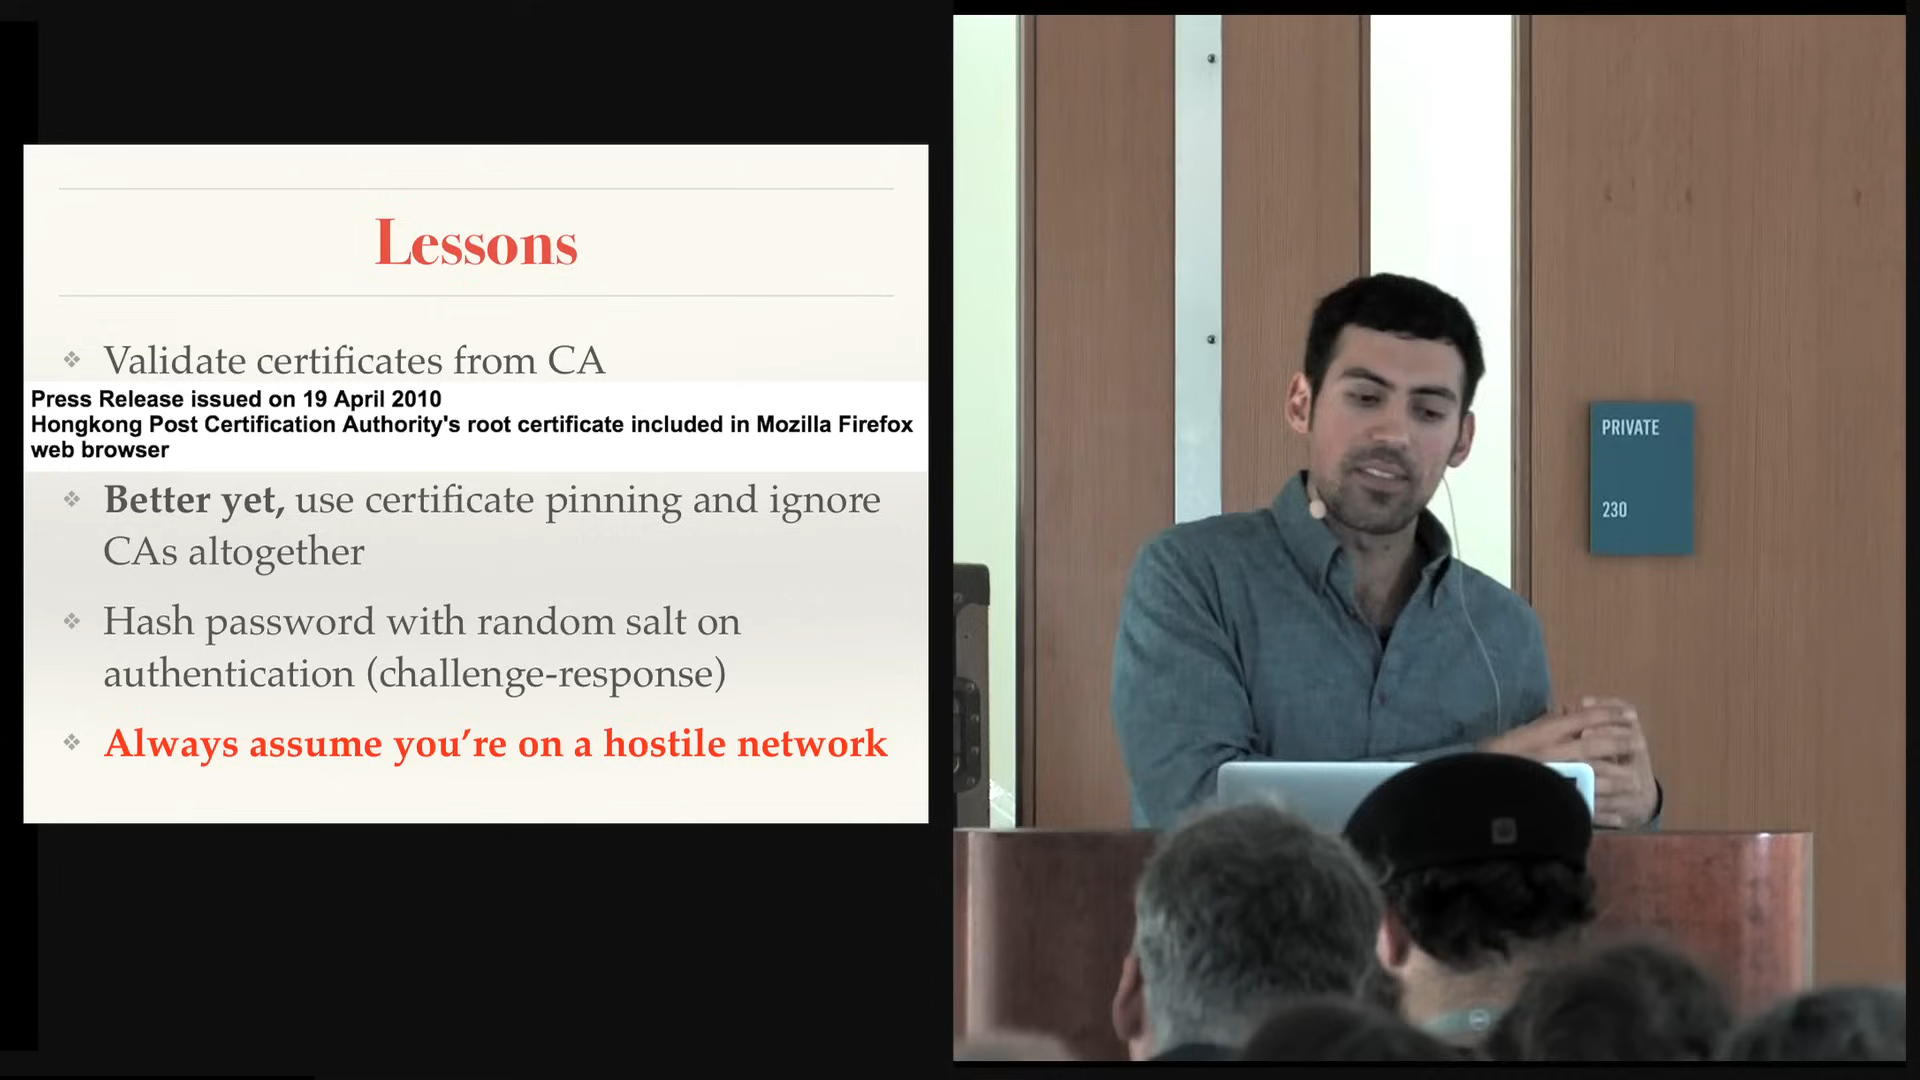 Lessons
Validate certificates from CA
Press Release issued on 19 April 2010
Hongkong Post Certification Authority's root certificate included in Mozilla Firefox
web browser
Better yet, use certificate pinning and ignore
CAs altogether
Hash password with random salt on
authentication (challenge-response)
Always assume you're on a hostile network
PRIVATE
230